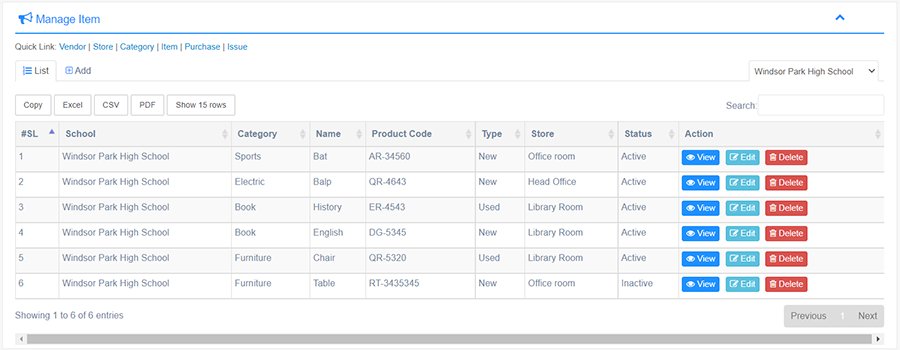 Manage Item
Quick Link: Vendor | Store | Category | Item | Purchase | Issue
List Add Windsor Park High School
Copy Excel CSV PDF Show 15 rows Search:
#SL School Category Name Product Code Type Store Status Action
1 Windsor Park High School Sports Bat AR-34560 New Office room Active View Edit Delete
2 Windsor Park High School Electric Balp QR-4643 New Head Office Active View Edit Delete
3 Windsor Park High School Book History ER-4543 Used Library Room Active View Edit Delete
4 Windsor Park High School Book English DG-5345 New Library Room Active View Edit Delete
5 Windsor Park High School Furniture Chair QR-5320 Used Library Room Active View Edit Delete
6 Windsor Park High School Furniture Table RT-3435345 New Office room Inactive View Edit Delete
Showing 1 to 6 of 6 entries Previous 1 Next